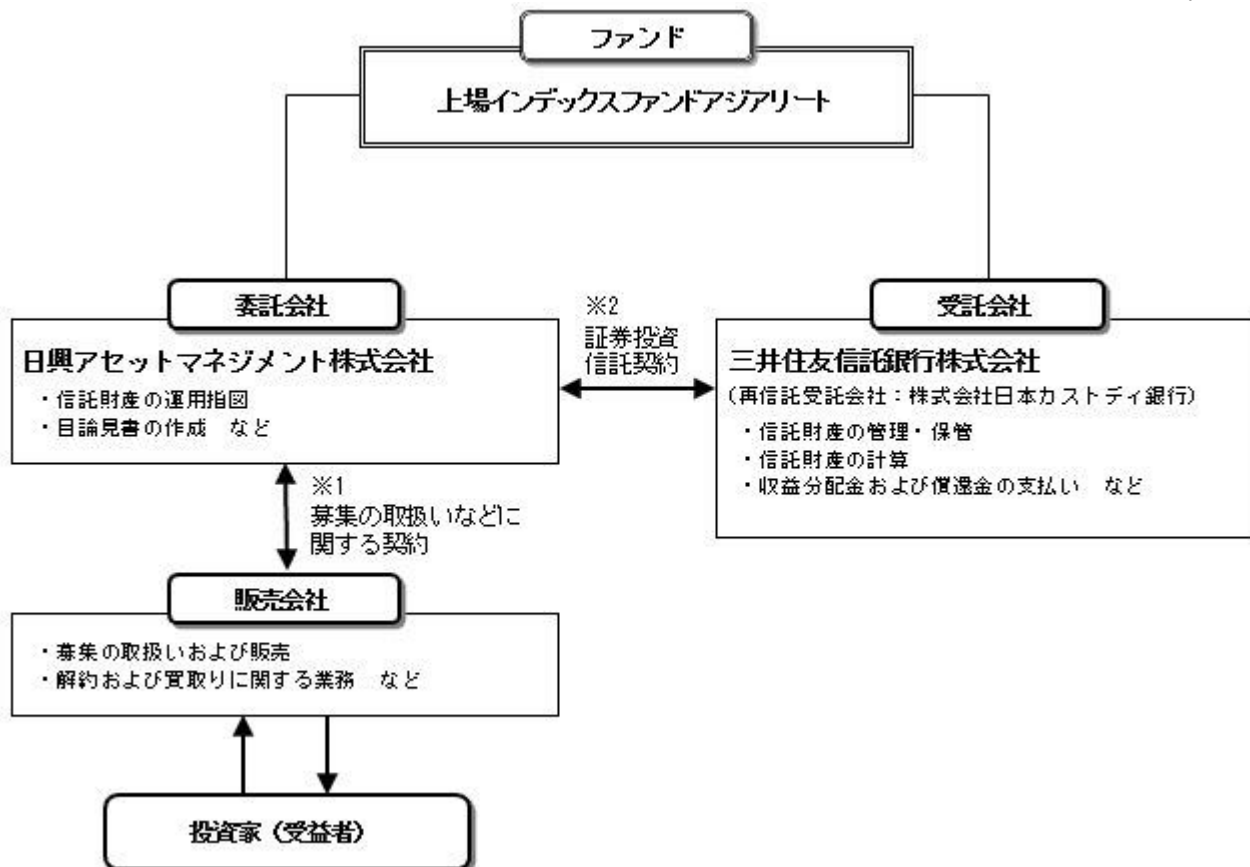 ファンド
上場インデックスファンドアジアリート
委託会社
日興アセットマネジメント株式会社
・信託財産の運用指図
・目論見書の作成　など
※2
証券投資
信託契約
受託会社
三井住友信託銀行株式会社
(再信託受託会社：株式会社日本カストディ銀行)
・信託財産の管理・保管
・信託財産の計算
・収益分配金および償還金の支払い　など
※1
募集の取扱いなどに
関する契約
販売会社
・募集の取扱いおよび販売
・解約および買取りに関する業務　など
投資家（受益者）